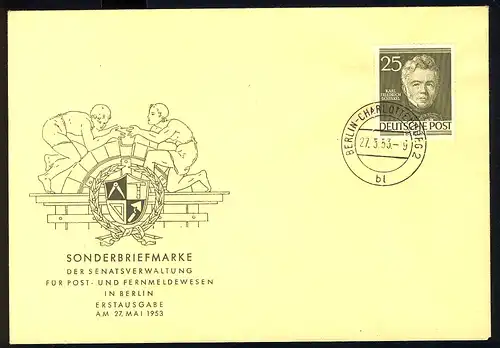 25
KARL
FRIEDRICH
SCHINKEL
DEUTSCHE POST
BERLIN-CHARLOTTENBURG 2
27.5.53.-9
bl
SONDERBRIEFMARKE
DER SENATSVERWALTUNG
FÜR POST- UND FERNMELDEWESEN
IN BERLIN
ERSTAUSGABE
AM 27. MAI 1953